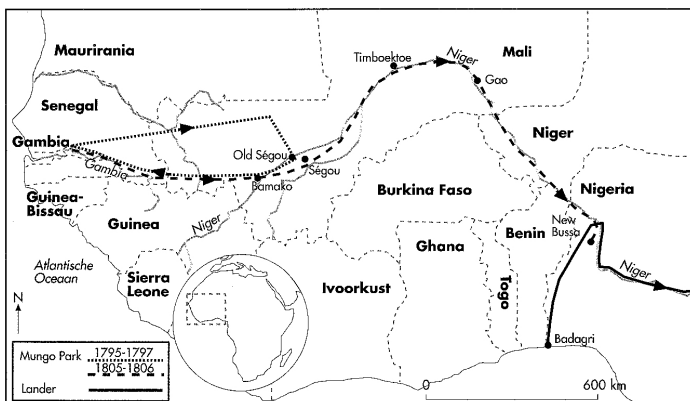 Maurirania
Senegal
Gambia
Gambia
Guinea-
Bissau
Guinea
Atlantische
Oceaan
Sierra
Leone
N
Timboektoe
Niger
Mali
Gao
Old Ségou
Ségou
Bamako
Niger
Niger
Burkina Faso
Nigeria
Ghana
Benin
New
Bussa
Niger
Ivoorkust
Togo
Badagri
Mungo Park 1795-1797
1805-1806
Lander
0 600 km